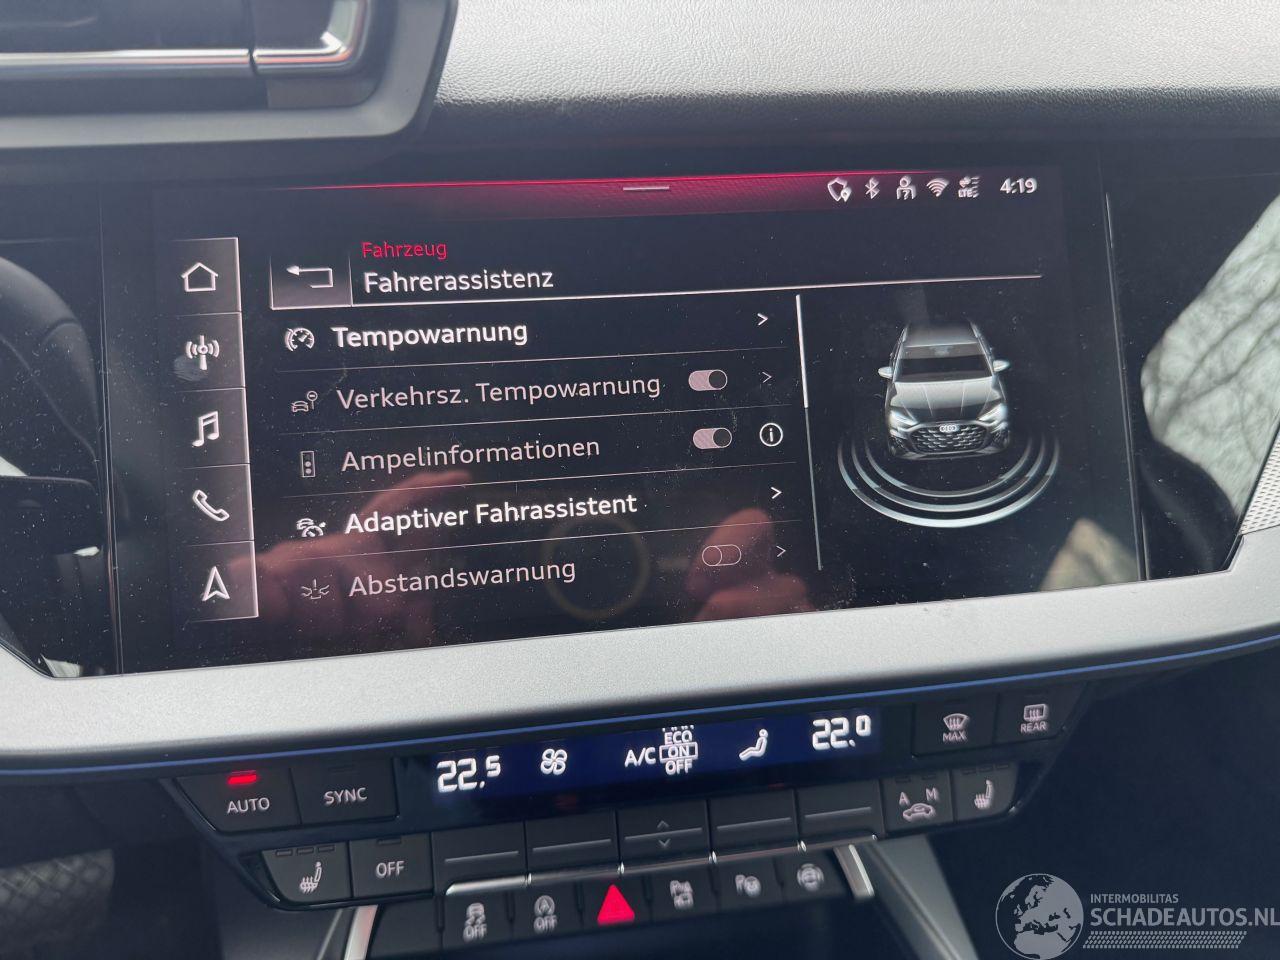 LTE 4:19
Fahrzeug
Fahrerassistenz
Tempowarnung
Verkehrsz. Tempowarnung
Ampelinformationen
Adaptiver Fahrassistent
Abstandswarnung
22.5 A/C ECO ON OFF 22.0
MAX
REAR
AUTO
SYNC
A M
OFF
OFF
OFF
INTERMOBILITAS
SCHADEAUTOS.NL